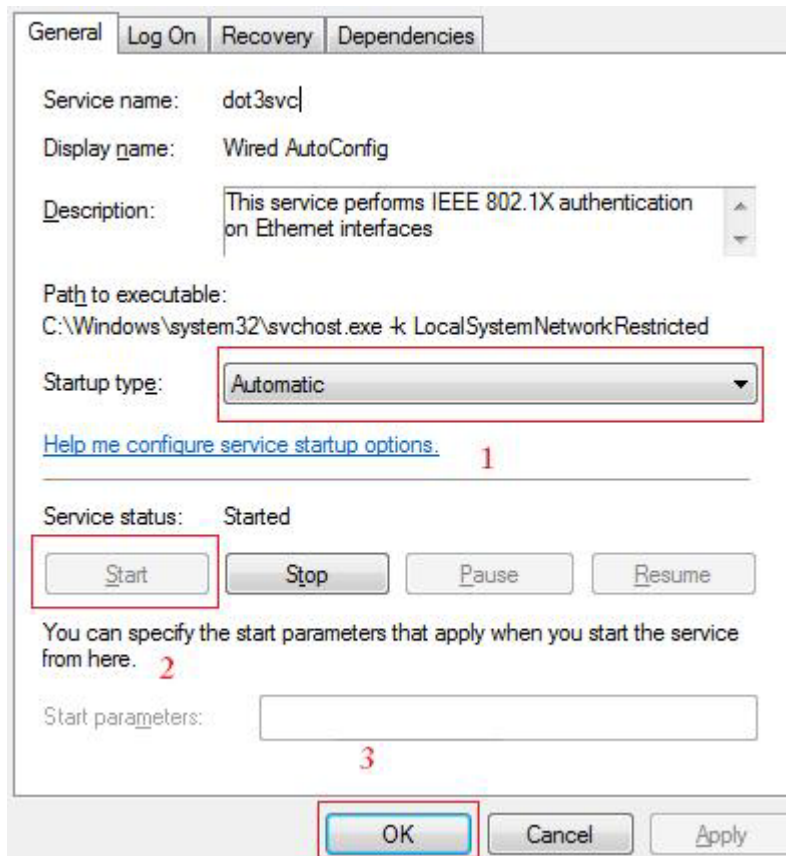 General Log On Recovery Dependencies
Service name: dot3svc
Display name: Wired AutoConfig
Description: This service performs IEEE 802.1X authentication
on Ethernet interfaces
Path to executable:
C:\Windows\system32\svchost.exe -k LocalSystemNetworkRestricted
Startup type: Automatic
Help me configure service startup options. 1
Service status: Started
Start Stop Pause Resume
You can specify the start parameters that apply when you start the service
from here. 2
Start parameters:
3
OK Cancel Apply